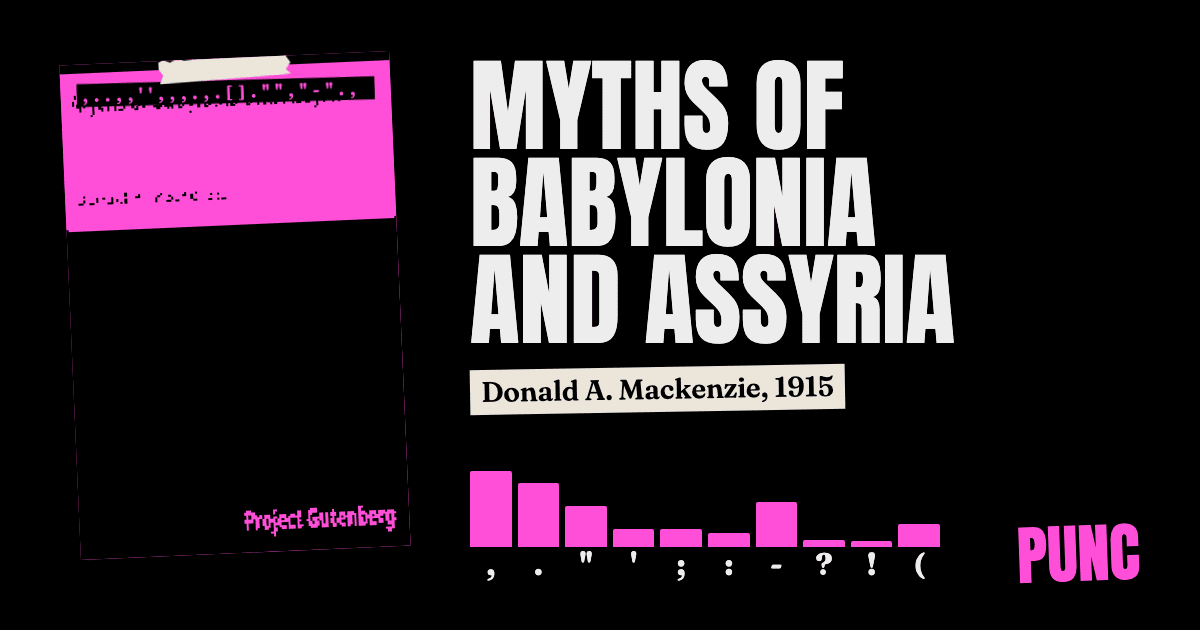 ,..,,'',,,.,.[]."","-".,
Project Gutenberg
MYTHS OF
BABYLONIA
AND ASSYRIA
Donald A. Mackenzie, 1915
, . " ' ; : - ? ! (
PUNC